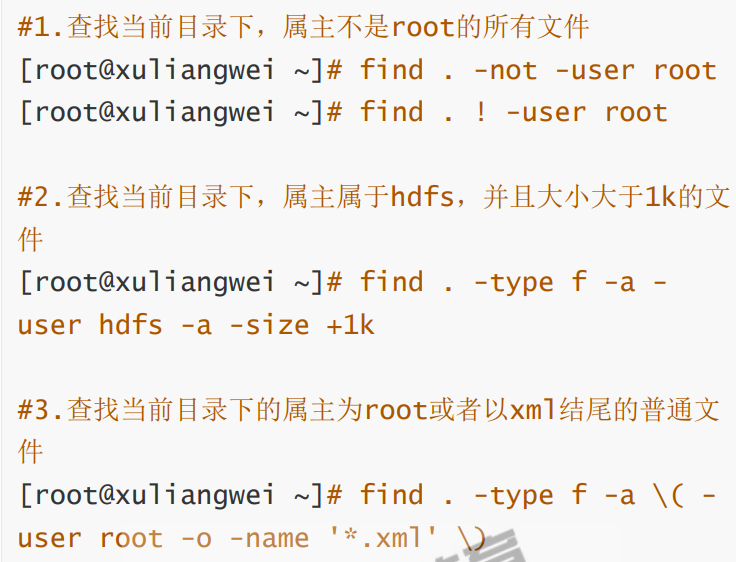 #1.查找当前目录下，属主不是root的所有文件
[root@xuliangwei ~]# find . -not -user root
[root@xuliangwei ~]# find . ! -user root
#2.查找当前目录下，属主属于hdfs，并且大小大于1k的文
件
[root@xuliangwei ~]# find . -type f -a -
user hdfs -a -size +1k
#3.查找当前目录下的属主为root或者以xml结尾的普通文
件
[root@xuliangwei ~]# find . -type f -a \( -
user root -o -name '*.xml' \)